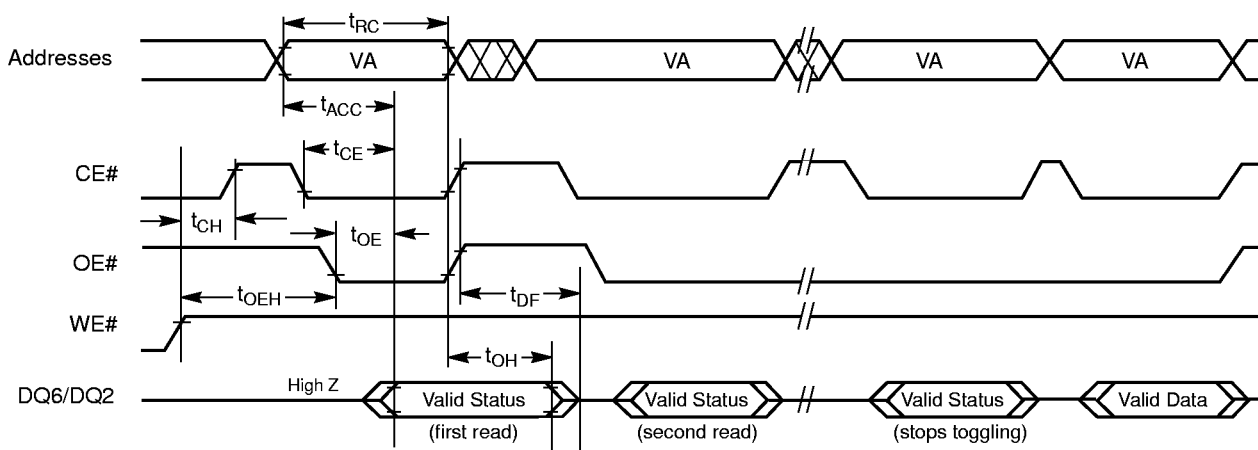 tRC
Addresses VA VA VA VA
tACC
tCE
CE#
tCH
tOE
OE#
tOEH
tDF
WE#
tOH
High Z
DQ6/DQ2 Valid Status Valid Status Valid Status Valid Data
(first read) (second read) (stops toggling)